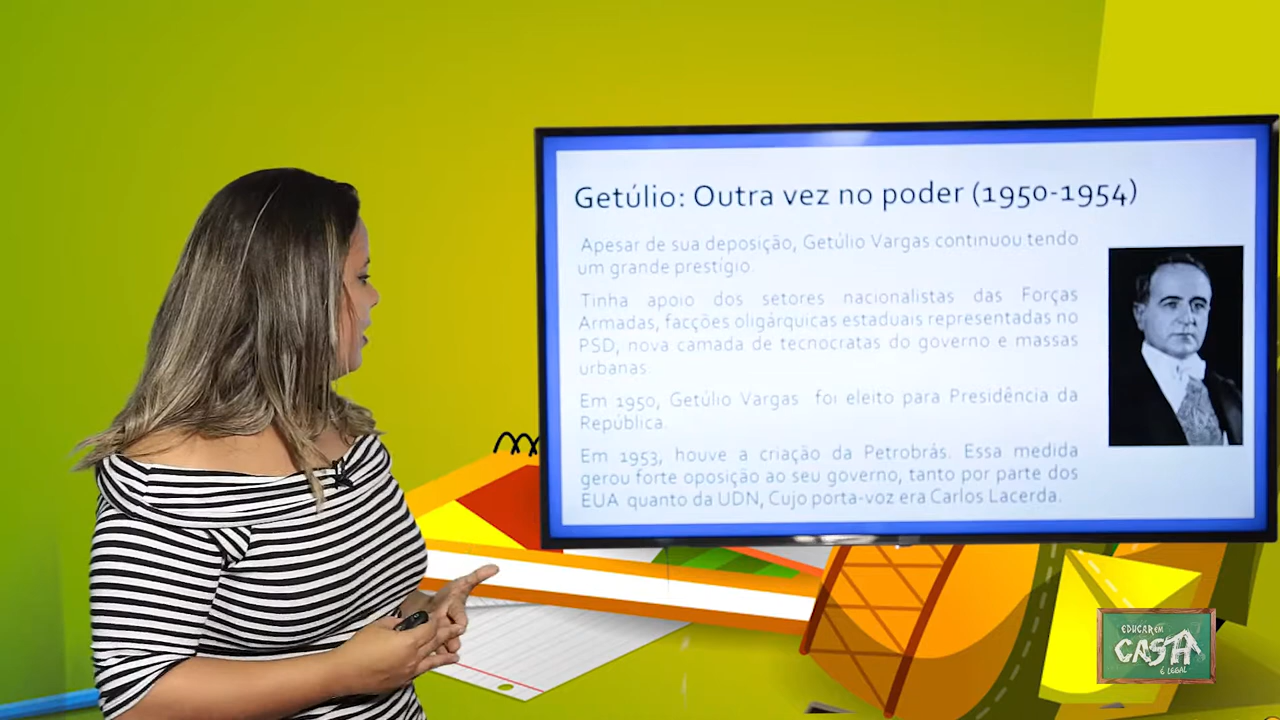 Getúlio: Outra vez no poder (1950-1954)
Apesar de sua deposição, Getúlio Vargas continuou tendo
um grande prestígio.
Tinha apoio dos setores nacionalistas das Forças
Armadas, facções oligárquicas estaduais representadas no
PSD, nova camada de tecnocratas do governo e massas
urbanas.
Em 1950, Getúlio Vargas foi eleito para Presidência da
República.
Em 1953, houve a criação da Petrobrás. Essa medida
gerou forte oposição ao seu governo, tanto por parte dos
EUA quanto da UDN, Cujo porta-voz era Carlos Lacerda.
EDUCAR EM
CASA
É LEGAL